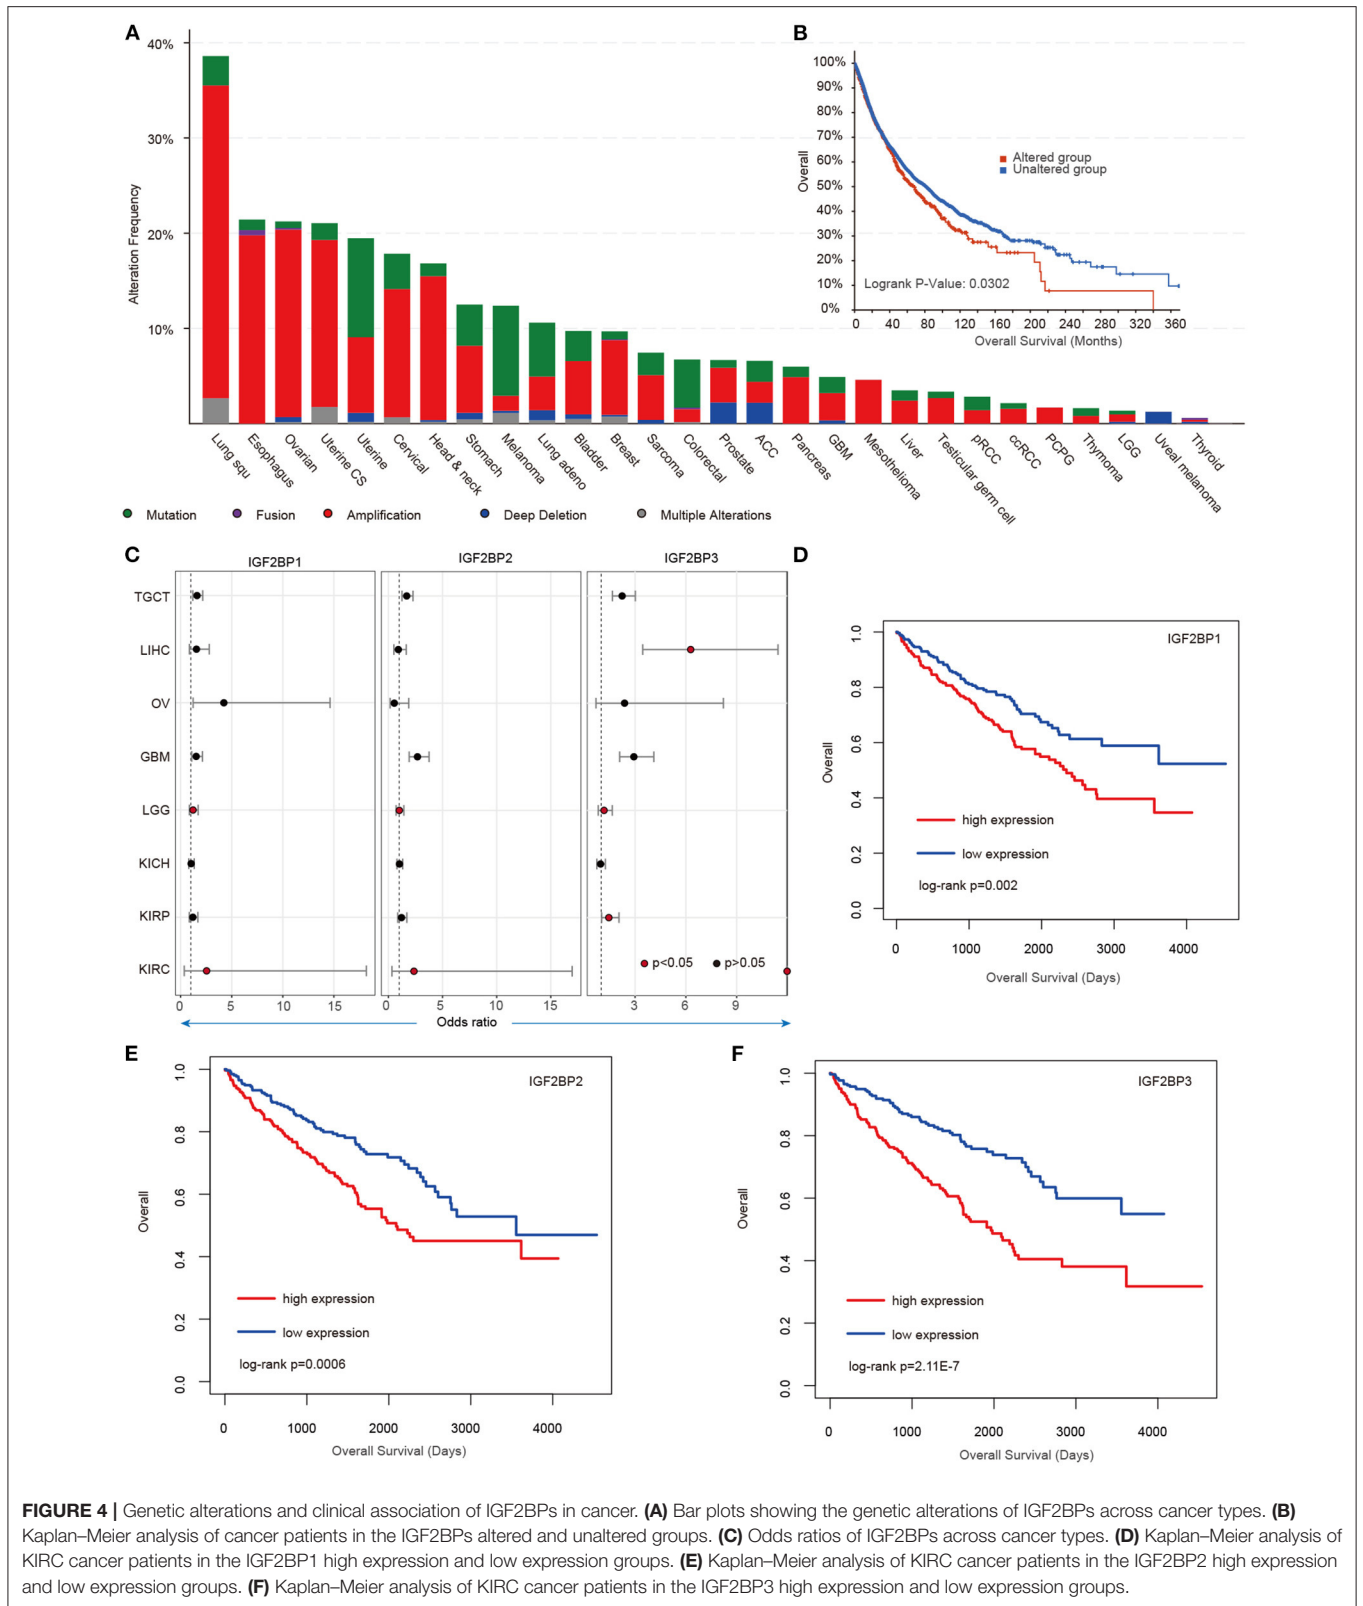 A
40%
30%
20%
10%
Alteration Frequency
Lung squ
Esophagus
Ovarian
Uterine CS
Uterine
Cervical
Head & neck
Stomach
Melanoma
Lung adeno
Bladder
Breast
Sarcoma
Colorectal
Prostate
ACC
Pancreas
GBM
Mesothelioma
Liver
Testicular germ cell
pRCC
ccRCC
PCPG
Thymoma
LGG
Uveal melanoma
Thyroid
Mutation Fusion Amplification Deep Deletion Multiple Alterations
B
100%
90%
80%
70%
60%
50%
40%
30%
20%
10%
0%
Overall
Altered group
Unaltered group
Logrank P-Value: 0.0302
0 40 80 120 160 200 240 280 320 360
Overall Survival (Months)
C
IGF2BP1 IGF2BP2 IGF2BP3
TGCT
LIHC
OV
GBM
LGG
KICH
KIRP
KIRC
p<0.05 p>0.05
0 5 10 15 0 5 10 15 3 6 9
Odds ratio
D
IGF2BP1
1.0
0.8
0.6
0.4
0.2
0.0
Overall
high expression
low expression
log-rank p=0.002
0 1000 2000 3000 4000
Overall Survival (Days)
E
IGF2BP2
1.0
0.8
0.6
0.4
0.2
0.0
Overall
high expression
low expression
log-rank p=0.0006
0 1000 2000 3000 4000
Overall Survival (Days)
F
IGF2BP3
1.0
0.8
0.6
0.4
0.2
0.0
Overall
high expression
low expression
log-rank p=2.11E-7
0 1000 2000 3000 4000
Overall Survival (Days)
FIGURE 4 | Genetic alterations and clinical association of IGF2BPs in cancer. (A) Bar plots showing the genetic alterations of IGF2BPs across cancer types. (B)
Kaplan–Meier analysis of cancer patients in the IGF2BPs altered and unaltered groups. (C) Odds ratios of IGF2BPs across cancer types. (D) Kaplan–Meier analysis of
KIRC cancer patients in the IGF2BP1 high expression and low expression groups. (E) Kaplan–Meier analysis of KIRC cancer patients in the IGF2BP2 high expression
and low expression groups. (F) Kaplan–Meier analysis of KIRC cancer patients in the IGF2BP3 high expression and low expression groups.